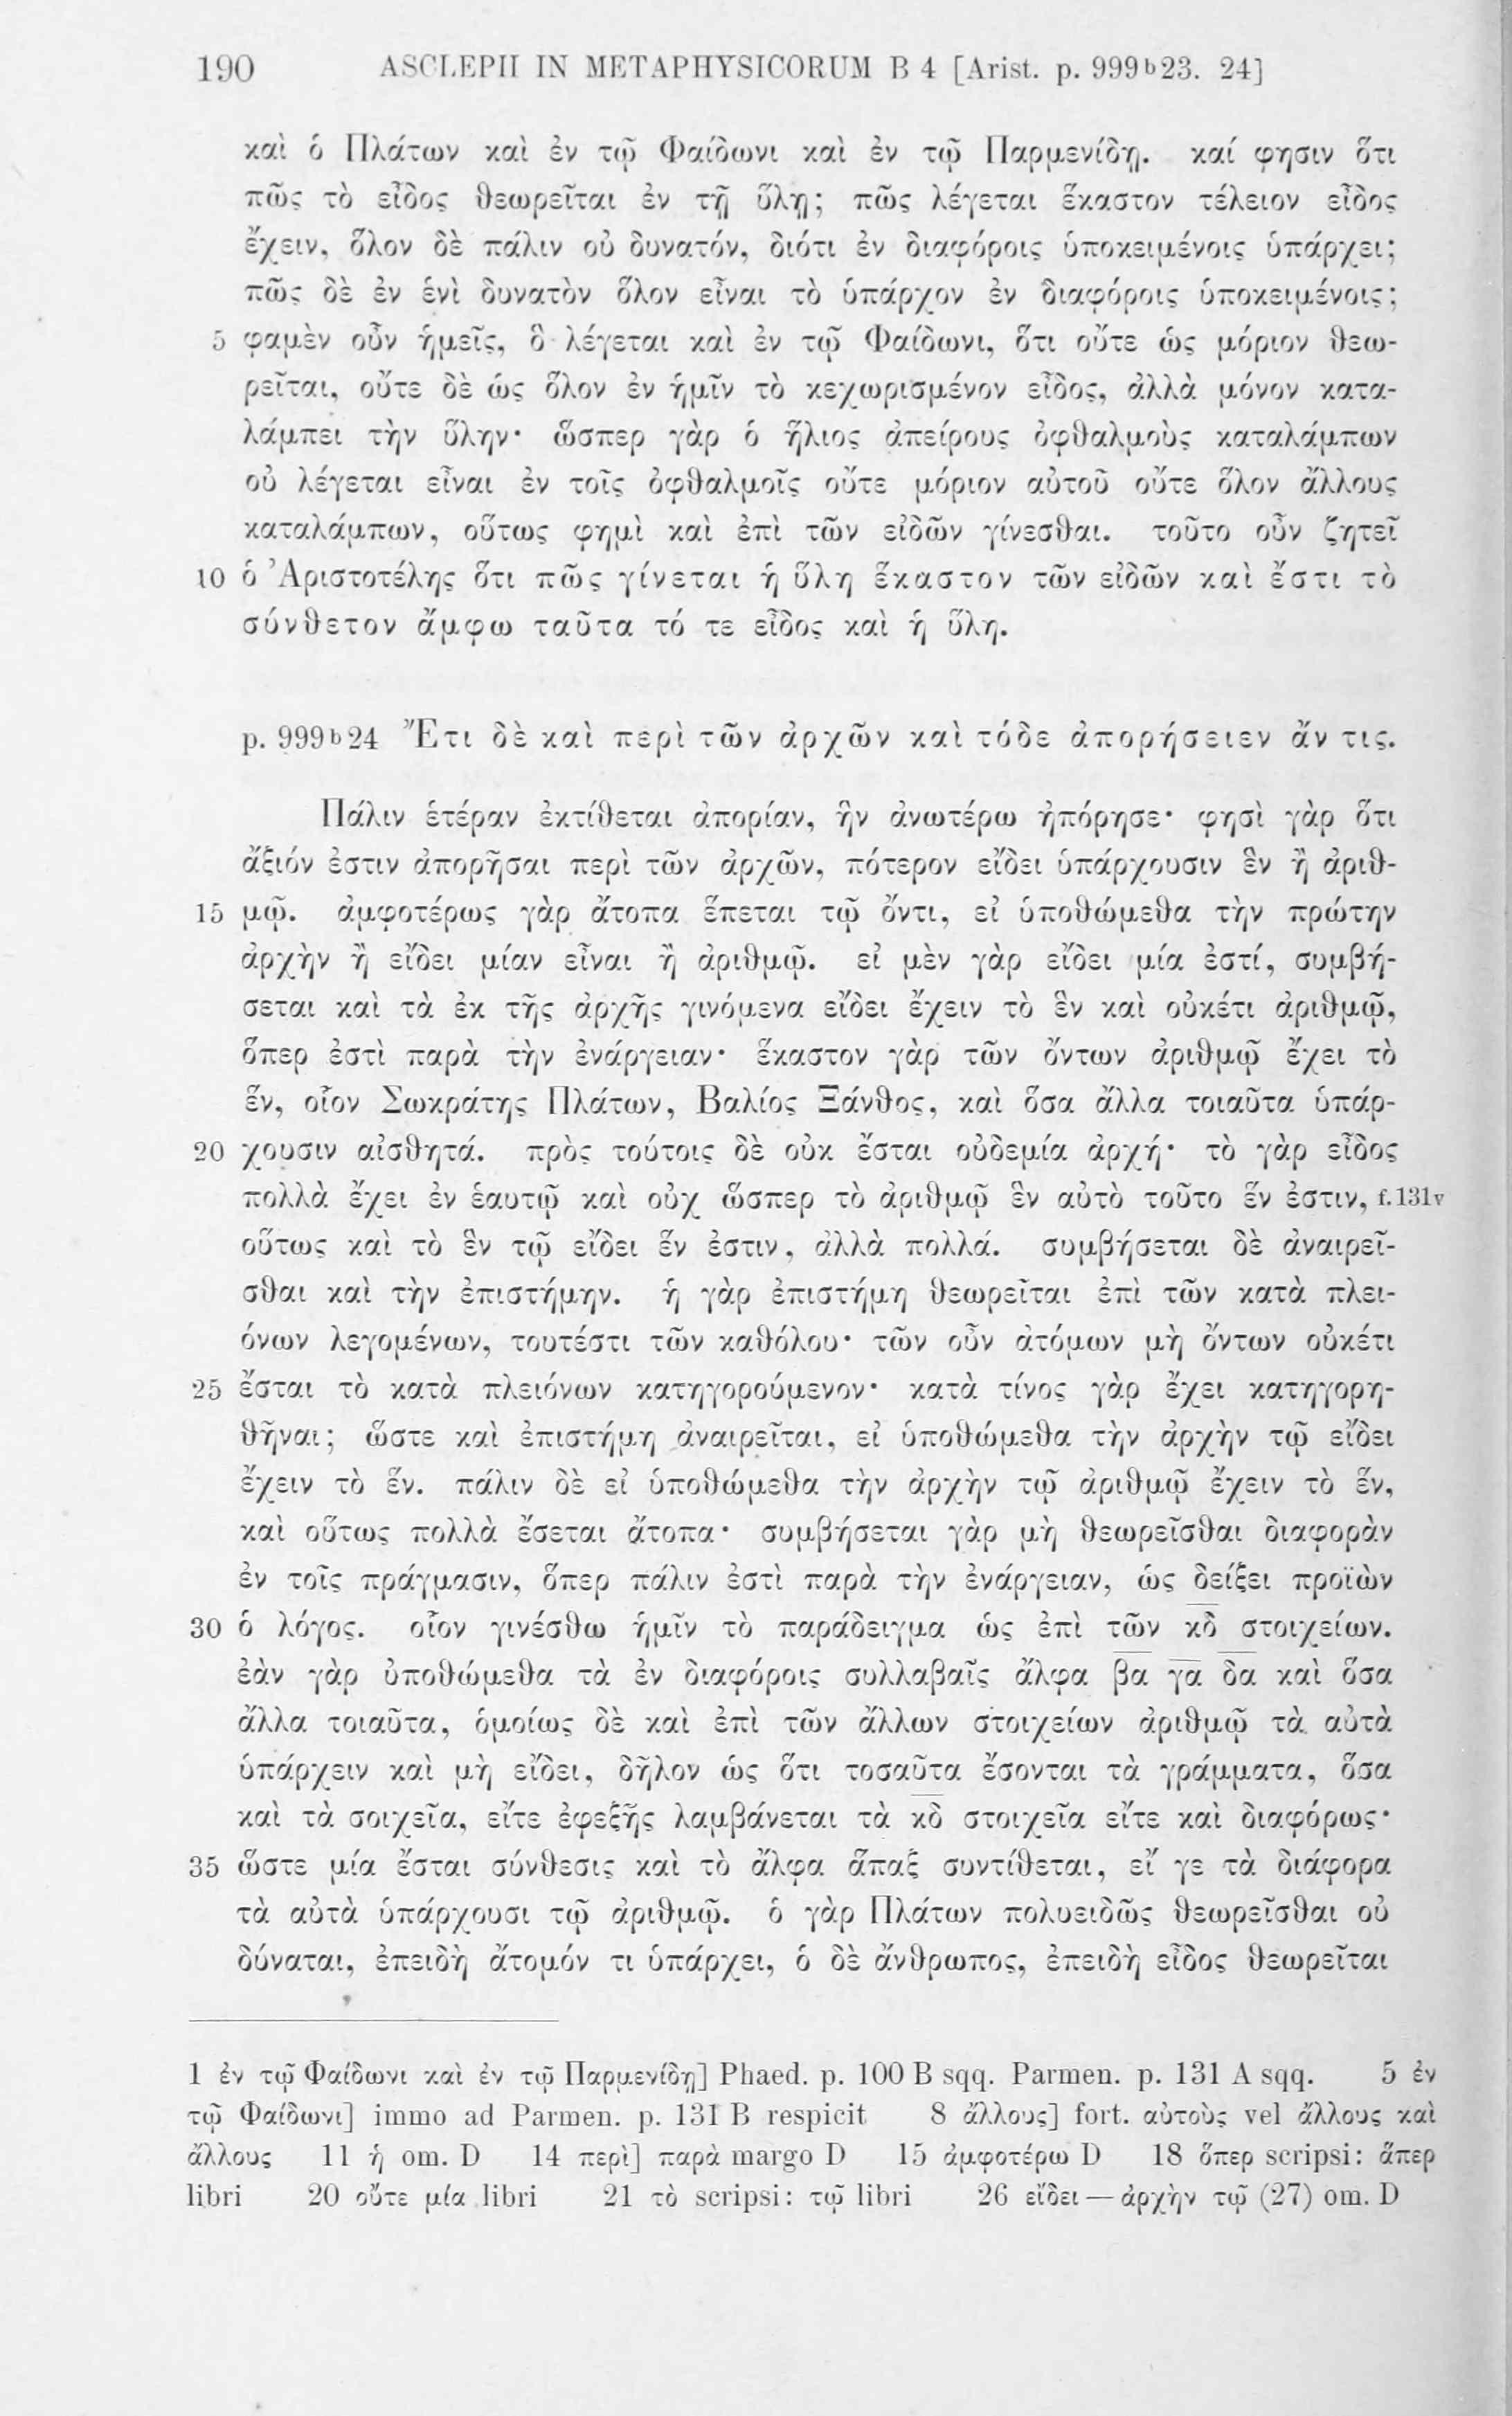 190 ASCLEPII IN METAPHYSICORUM B 4 [Arist. p. 999ᵇ23. 24]
καὶ ὁ Πλάτων καὶ ἐν τῷ Φαίδωνι καὶ ἐν τῷ Παρμενίδῃ. καί φησιν ὅτι
πῶς τὸ εἶδος θεωρεῖται ἐν τῇ ὕλῃ; πῶς λέγεται ἕκαστον τέλειον εἶδος
ἔχειν, ὅλον δὲ πάλιν οὐ δυνατόν, διότι ἐν διαφόροις ὑποκειμένοις ὑπάρχει;
πῶς δὲ ἐν ἑνὶ δυνατὸν ὅλον εἶναι τὸ ὑπάρχον ἐν διαφόροις ὑποκειμένοις;
5 φαμὲν οὖν ἡμεῖς, ὃ λέγεται καὶ ἐν τῷ Φαίδωνι, ὅτι οὔτε ὡς μόριον θεω-
ρεῖται, οὔτε δὲ ὡς ὅλον ἐν ἡμῖν τὸ κεχωρισμένον εἶδος, ἀλλὰ μόνον κατα-
λάμπει τὴν ὕλην· ὥσπερ γὰρ ὁ ἥλιος ἀπείρους ὀφθαλμοὺς καταλάμπων
οὐ λέγεται εἶναι ἐν τοῖς ὀφθαλμοῖς οὔτε μόριον αὐτοῦ οὔτε ὅλον ἄλλους
καταλάμπων, οὕτως φημὶ καὶ ἐπὶ τῶν εἰδῶν γίνεσθαι. τοῦτο οὖν ζητεῖ
10 ὁ Ἀριστοτέλης ὅτι πῶς γίνεται ἡ ὕλη ἕκαστον τῶν εἰδῶν καὶ ἔστι τὸ
σύνθετον ἄμφω ταῦτα τό τε εἶδος καὶ ἡ ὕλη.
p. 999ᵇ24 Ἔτι δὲ καὶ περὶ τῶν ἀρχῶν καὶ τόδε ἀπορήσειεν ἄν τις.
Πάλιν ἑτέραν ἐκτίθεται ἀπορίαν, ἣν ἀνωτέρω ἠπόρησε· φησὶ γὰρ ὅτι
ἄξιόν ἐστιν ἀπορῆσαι περὶ τῶν ἀρχῶν, πότερον εἴδει ὑπάρχουσιν ἓν ἢ ἀριθ-
15 μῷ. ἀμφοτέρως γὰρ ἄτοπα ἕπεται τῷ ὄντι, εἰ ὑποθώμεθα τὴν πρώτην
ἀρχὴν ἢ εἴδει μίαν εἶναι ἢ ἀριθμῷ. εἰ μὲν γὰρ εἴδει μία ἐστί, συμβή-
σεται καὶ τὰ ἐκ τῆς ἀρχῆς γινόμενα εἴδει ἔχειν τὸ ἓν καὶ οὐκέτι ἀριθμῷ,
ὅπερ ἐστὶ παρὰ τὴν ἐνάργειαν· ἕκαστον γὰρ τῶν ὄντων ἀριθμῷ ἔχει τὸ
ἕν, οἷον Σωκράτης Πλάτων, Βαλίος Ξάνθος, καὶ ὅσα ἄλλα τοιαῦτα ὑπάρ-
20 χουσιν αἰσθητά. πρὸς τούτοις δὲ οὐκ ἔσται οὐδεμία ἀρχή· τὸ γὰρ εἶδος
πολλὰ ἔχει ἐν ἑαυτῷ καὶ οὐχ ὥσπερ τὸ ἀριθμῷ ἓν αὐτὸ τοῦτο ἕν ἐστιν, f.131v
οὕτως καὶ τὸ ἓν τῷ εἴδει ἕν ἐστιν, ἀλλὰ πολλά. συμβήσεται δὲ ἀναιρεῖ-
σθαι καὶ τὴν ἐπιστήμην. ἡ γὰρ ἐπιστήμη θεωρεῖται ἐπὶ τῶν κατὰ πλει-
όνων λεγομένων, τουτέστι τῶν καθόλου· τῶν οὖν ἀτόμων μὴ ὄντων οὐκέτι
25 ἔσται τὸ κατὰ πλειόνων κατηγορούμενον· κατὰ τίνος γὰρ ἔχει κατηγορη-
θῆναι; ὥστε καὶ ἐπιστήμη ἀναιρεῖται, εἰ ὑποθώμεθα τὴν ἀρχὴν τῷ εἴδει
ἔχειν τὸ ἕν. πάλιν δὲ εἰ ὑποθώμεθα τὴν ἀρχὴν τῷ ἀριθμῷ ἔχειν τὸ ἕν,
καὶ οὕτως πολλὰ ἔσεται ἄτοπα· συμβήσεται γὰρ μὴ θεωρεῖσθαι διαφορὰν
ἐν τοῖς πράγμασιν, ὅπερ πάλιν ἐστὶ παρὰ τὴν ἐνάργειαν, ὡς δείξει προϊὼν
30 ὁ λόγος. οἷον γινέσθω ἡμῖν τὸ παράδειγμα ὡς ἐπὶ τῶν κ̅δ̅ στοιχείων.
ἐὰν γὰρ ὑποθώμεθα τὰ ἐν διαφόροις συλλαβαῖς ἄλφα β̅α̅ γ̅α̅ δ̅α̅ καὶ ὅσα
ἄλλα τοιαῦτα, ὁμοίως δὲ καὶ ἐπὶ τῶν ἄλλων στοιχείων ἀριθμῷ τὰ αὐτὰ
ὑπάρχειν καὶ μὴ εἴδει, δῆλον ὡς ὅτι τοσαῦτα ἔσονται τὰ γράμματα, ὅσα
καὶ τὰ σοιχεῖα, εἴτε ἐφεξῆς λαμβάνεται τὰ κ̅δ̅ στοιχεῖα εἴτε καὶ διαφόρως·
35 ὥστε μία ἔσται σύνθεσις καὶ τὸ ἄλφα ἅπαξ συντίθεται, εἴ γε τὰ διάφορα
τὰ αὐτὰ ὑπάρχουσι τῷ ἀριθμῷ. ὁ γὰρ Πλάτων πολυειδῶς θεωρεῖσθαι οὐ
δύναται, ἐπειδὴ ἄτομόν τι ὑπάρχει, ὁ δὲ ἄνθρωπος, ἐπειδὴ εἶδος θεωρεῖται
1 ἐν τῷ Φαίδωνι καὶ ἐν τῷ Παρμενίδῃ] Phaed. p. 100 B sqq. Parmen. p. 131 A sqq. 5 ἐν
τῷ Φαίδωνι] immo ad Parmen. p. 131 B respicit 8 ἄλλους] fort. αὐτοὺς vel ἄλλους καὶ
ἄλλους 11 ἡ om. D 14 περὶ] παρὰ margo D 15 ἀμφοτέρω D 18 ὅπερ scripsi: ἅπερ
libri 20 οὔτε μία libri 21 τὸ scripsi: τῷ libri 26 εἴδει — ἀρχὴν τῷ (27) om. D